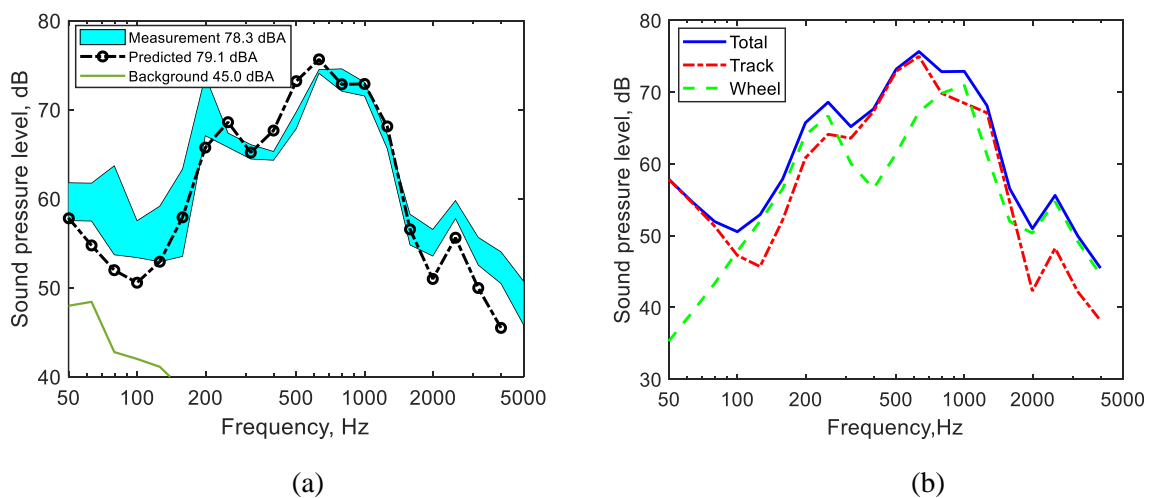 Measurement 78.3 dBA
Predicted 79.1 dBA
Background 45.0 dBA
Sound pressure level, dB
80
70
60
50
40
50 100 200 500 1000 2000 5000
Frequency, Hz
(a)
Total
Track
Wheel
Sound pressure level, dB
80
70
60
50
40
30
50 100 200 500 1000 2000 5000
Frequency,Hz
(b)